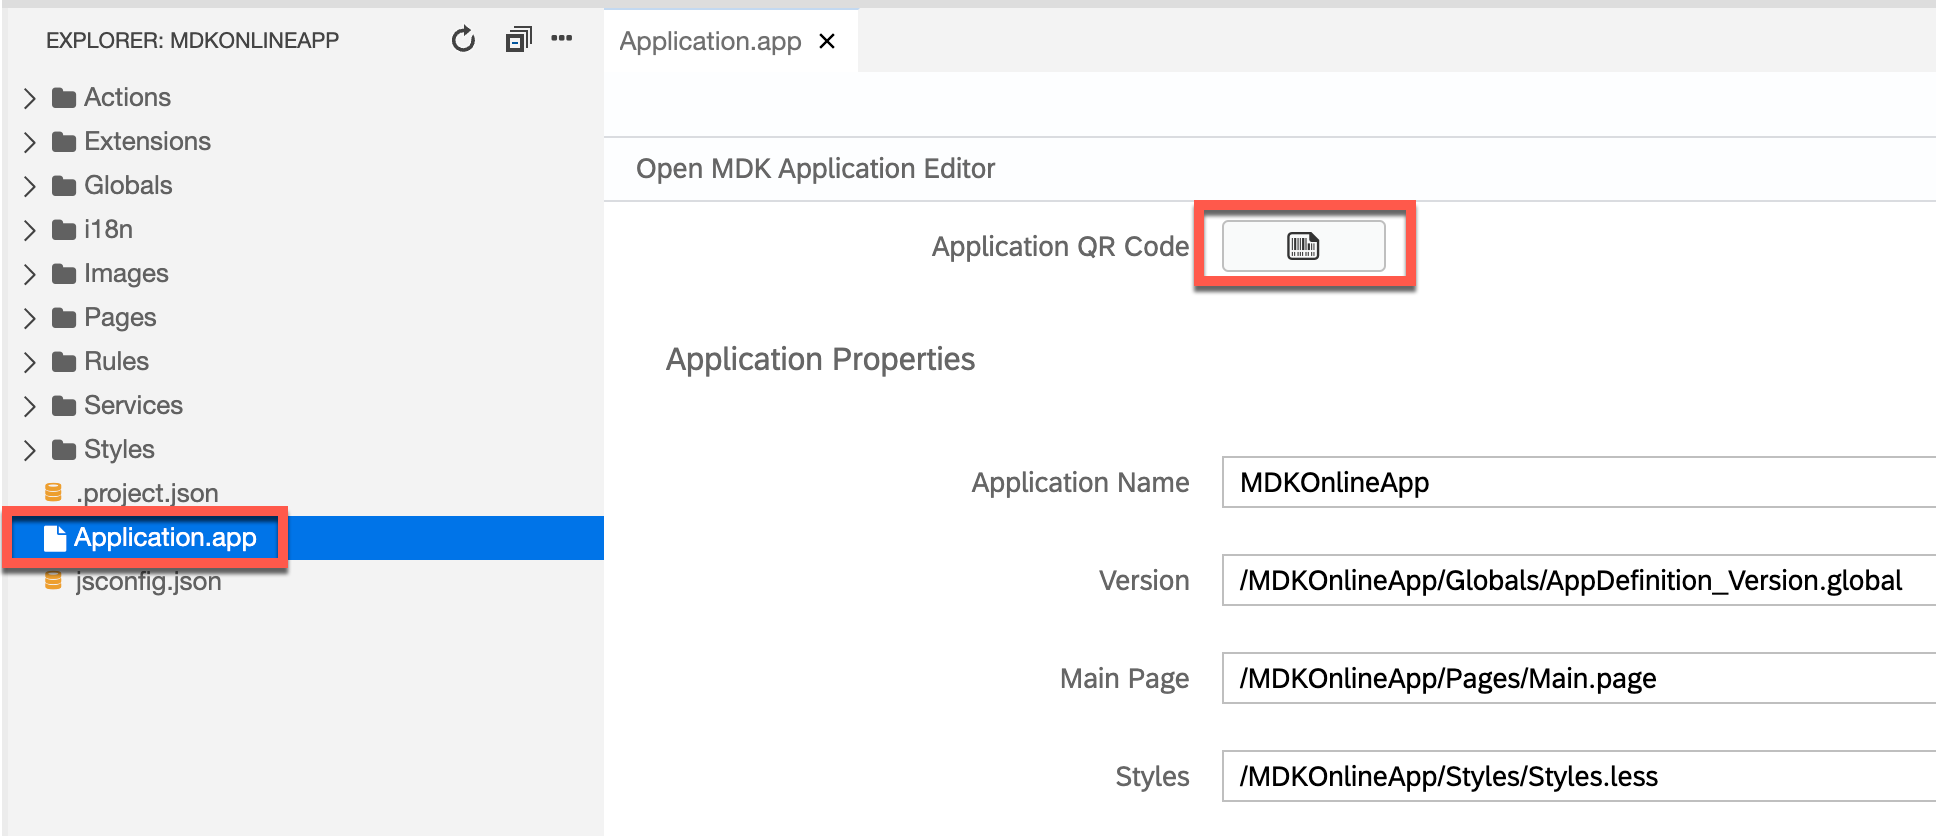 EXPLORER: MDKONLINEAPP
Actions
Extensions
Globals
i18n
Images
Pages
Rules
Services
Styles
.project.json
Application.app
jsconfig.json
Application.app
Open MDK Application Editor
Application QR Code
Application Properties
Application Name MDKOnlineApp
Version /MDKOnlineApp/Globals/AppDefinition_Version.global
Main Page /MDKOnlineApp/Pages/Main.page
Styles /MDKOnlineApp/Styles/Styles.less